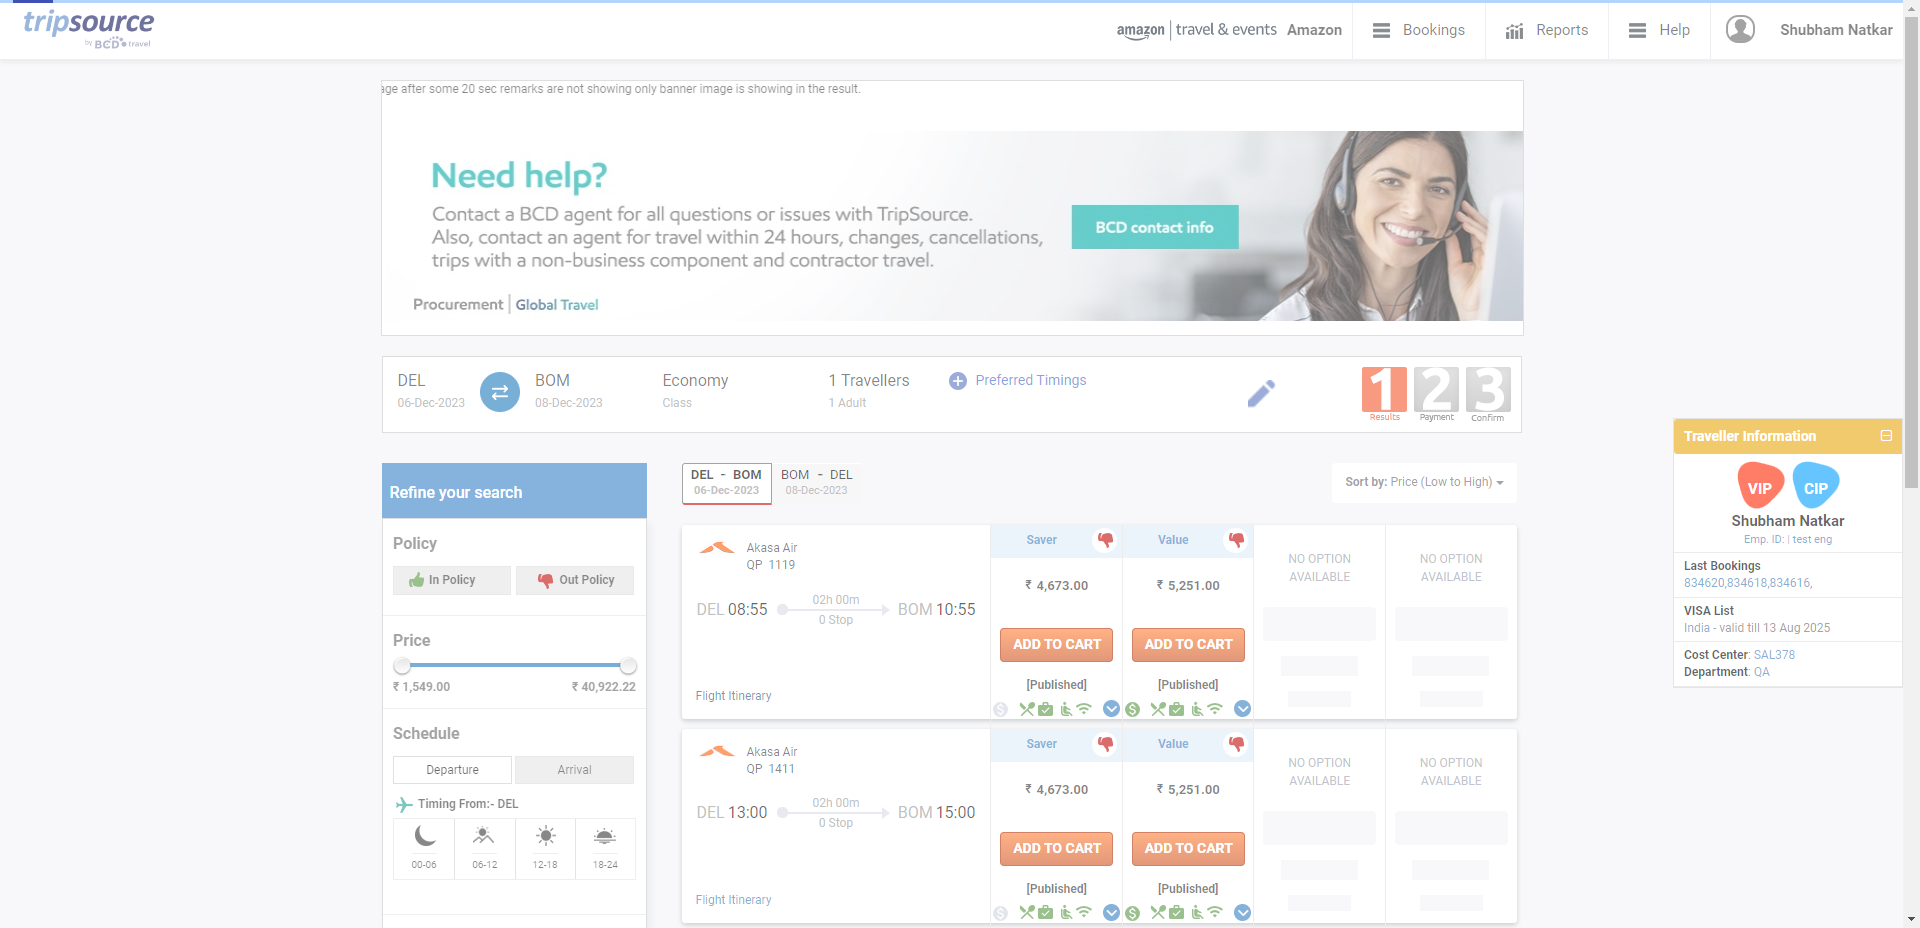 tripsource
by BCD travel
amazon | travel & events Amazon
Bookings
Reports
Help
Shubham Natkar
age after some 20 sec remarks are not showing only banner image is showing in the result.
Need help?
Contact a BCD agent for all questions or issues with TripSource.
Also, contact an agent for travel within 24 hours, changes, cancellations,
trips with a non-business component and contractor travel.
BCD contact info
Procurement | Global Travel
DEL
06-Dec-2023
BOM
08-Dec-2023
Economy
Class
1 Travellers
1 Adult
Preferred Timings
1 Results
2 Payment
3 Confirm
Traveller Information
VIP CIP
Shubham Natkar
Emp. ID: | test eng
Last Bookings
834620,834618,834616,
VISA List
India - valid till 13 Aug 2025
Cost Center: SAL378
Department: QA
Refine your search
Policy
In Policy
Out Policy
Price
₹ 1,549.00
₹ 40,922.22
Schedule
Departure
Arrival
Timing From:- DEL
00-06
06-12
12-18
18-24
DEL - BOM
06-Dec-2023
BOM - DEL
08-Dec-2023
Sort by: Price (Low to High)
Akasa Air
QP 1119
DEL 08:55
02h 00m
0 Stop
BOM 10:55
Flight Itinerary
Saver
₹ 4,673.00
ADD TO CART
[Published]
Value
₹ 5,251.00
ADD TO CART
[Published]
NO OPTION
AVAILABLE
NO OPTION
AVAILABLE
Akasa Air
QP 1411
DEL 13:00
02h 00m
0 Stop
BOM 15:00
Flight Itinerary
Saver
₹ 4,673.00
ADD TO CART
[Published]
Value
₹ 5,251.00
ADD TO CART
[Published]
NO OPTION
AVAILABLE
NO OPTION
AVAILABLE